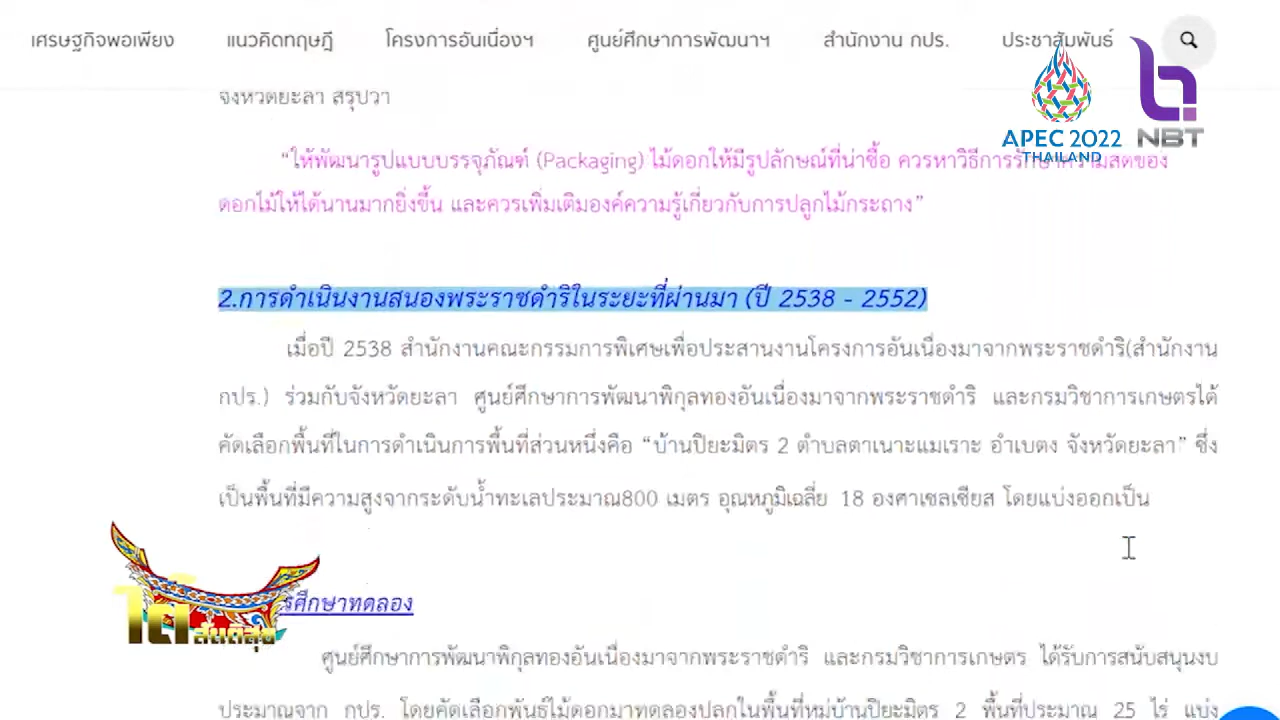 เศรษฐกิจพอเพียง แนวคิดทฤษฎี โครงการอันเนื่องฯ ศูนย์ศึกษาการพัฒนาฯ สำนักงาน กปร. ประชาสัมพันธ์
APEC 2022
THAILAND
NBT
จังหวัดยะลา สรุปว่า
“ให้พัฒนารูปแบบบรรจุภัณฑ์ (Packaging) ไม้ดอกให้มีรูปลักษณ์ที่น่าซื้อ ควรหาวิธีการรักษาความสดของ
ดอกไม้ให้ได้นานมากยิ่งขึ้น และควรเพิ่มเติมองค์ความรู้เกี่ยวกับการปลูกไม้กระถาง”
2.การดำเนินงานสนองพระราชดำริในระยะที่ผ่านมา (ปี 2538 - 2552)
เมื่อปี 2538 สำนักงานคณะกรรมการพิเศษเพื่อประสานงานโครงการอันเนื่องมาจากพระราชดำริ(สำนักงาน
กปร.) ร่วมกับจังหวัดยะลา ศูนย์ศึกษาการพัฒนาพิกุลทองอันเนื่องมาจากพระราชดำริ และกรมวิชาการเกษตรได้
คัดเลือกพื้นที่ในการดำเนินการพื้นที่ส่วนหนึ่งคือ “บ้านปิยะมิตร 2 ตำบลตาเนาะแมเราะ อำเบตง จังหวัดยะลา” ซึ่ง
เป็นพื้นที่มีความสูงจากระดับน้ำทะเลประมาณ800 เมตร อุณหภูมิเฉลี่ย 18 องศาเซลเซียส โดยแบ่งออกเป็น
รศึกษาทดลอง
ใต้สันติสุข
ศูนย์ศึกษาการพัฒนาพิกุลทองอันเนื่องมาจากพระราชดำริ และกรมวิชาการเกษตร ได้รับการสนับสนุนงบ
ประมาณจาก กปร. โดยคัดเลือกพันธุ์ไม้ดอกมาทดลองปลูกในพื้นที่หมู่บ้านปิยะมิตร 2 พื้นที่ประมาณ 25 ไร่ แบ่ง